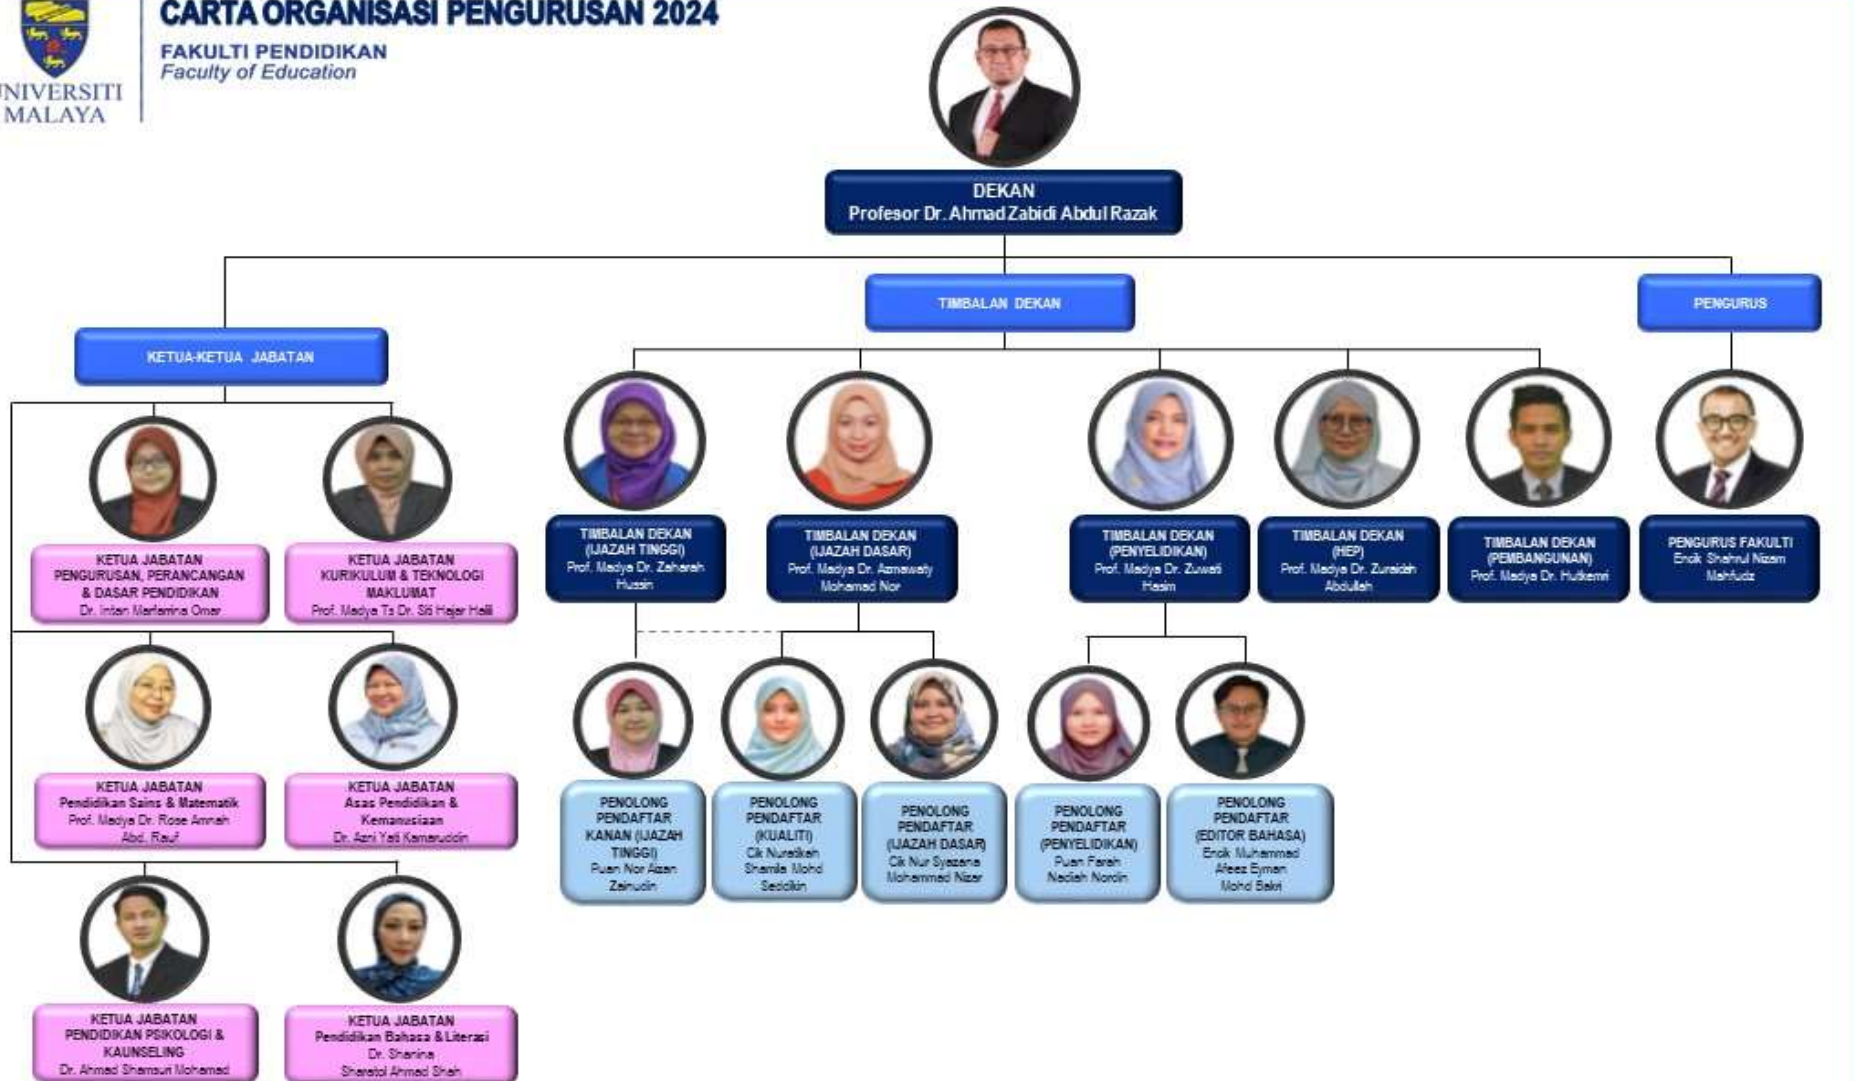 CARTA ORGANISASI PENGURUSAN 2024
FAKULTI PENDIDIKAN
Faculty of Education
UNIVERSITI
MALAYA
DEKAN
Profesor Dr. Ahmad Zabidi Abdul Razak
TIMBALAN DEKAN
PENGURUS
KETUA-KETUA JABATAN
TIMBALAN DEKAN
(IJAZAH TINGGI)
Prof. Madya Dr. Zaharah
Hussin
TIMBALAN DEKAN
(IJAZAH DASAR)
Prof. Madya Dr. Azmawaty
Mohamad Nor
TIMBALAN DEKAN
(PENYELIDIKAN)
Prof. Madya Dr. Zuwati
Hasim
TIMBALAN DEKAN
(HEP)
Prof. Madya Dr. Zuraidah
Abdullah
TIMBALAN DEKAN
(PEMBANGUNAN)
Prof. Madya Dr. Hutkemri
PENGURUS FAKULTI
Encik Shahrul Nizam
Mahfudz
KETUA JABATAN
PENGURUSAN, PERANCANGAN
& DASAR PENDIDIKAN
Dr. Intan Marfarrina Omar
KETUA JABATAN
KURIKULUM & TEKNOLOGI
MAKLUMAT
Prof. Madya Ts Dr. Siti Hajar Halili
KETUA JABATAN
Pendidikan Sains & Matematik
Prof. Madya Dr. Rose Amnah
Abd. Rauf
KETUA JABATAN
Asas Pendidikan &
Kemanusiaan
Dr. Azni Yati Kamaruddin
PENOLONG
PENDAFTAR
KANAN (IJAZAH
TINGGI)
Puan Nor Aizan
Zainudin
PENOLONG
PENDAFTAR
(KUALITI)
Cik Nuratikah
Shamila Mohd
Seddikin
PENOLONG
PENDAFTAR
(IJAZAH DASAR)
Cik Nur Syazana
Mohammad Nizar
PENOLONG
PENDAFTAR
(PENYELIDIKAN)
Puan Farah
Nadiah Nordin
PENOLONG
PENDAFTAR
(EDITOR BAHASA)
Encik Muhammad
Afeez Eyman
Mohd Bakri
KETUA JABATAN
PENDIDIKAN PSIKOLOGI &
KAUNSELING
Dr. Ahmad Shamsuri Mohamad
KETUA JABATAN
Pendidikan Bahasa & Literasi
Dr. Shanina
Sharatol Ahmad Shah